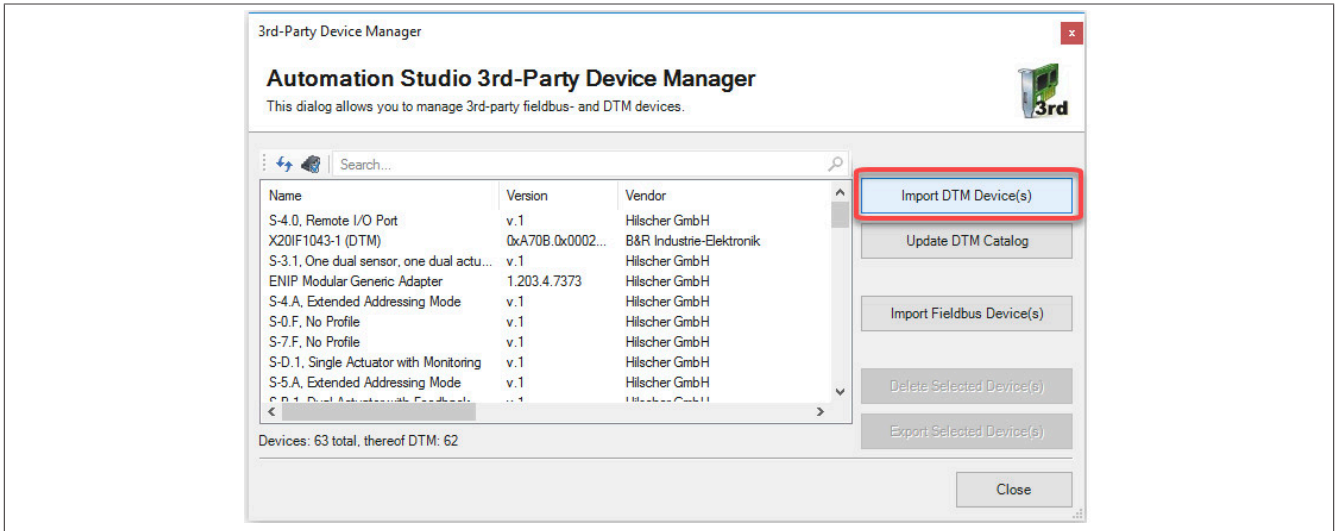 3rd-Party Device Manager
x
Automation Studio 3rd-Party Device Manager
This dialog allows you to manage 3rd-party fieldbus- and DTM devices.
3rd
Search...
Name Version Vendor
S-4.0, Remote I/O Port v.1 Hilscher GmbH
X20IF1043-1 (DTM) 0xA70B.0x0002... B&R Industrie-Elektronik
S-3.1, One dual sensor, one dual actu... v.1 Hilscher GmbH
ENIP Modular Generic Adapter 1.203.4.7373 Hilscher GmbH
S-4.A, Extended Addressing Mode v.1 Hilscher GmbH
S-0.F, No Profile v.1 Hilscher GmbH
S-7.F, No Profile v.1 Hilscher GmbH
S-D.1, Single Actuator with Monitoring v.1 Hilscher GmbH
S-5.A, Extended Addressing Mode v.1 Hilscher GmbH
Devices: 63 total, thereof DTM: 62
Import DTM Device(s)
Update DTM Catalog
Import Fieldbus Device(s)
Delete Selected Device(s)
Export Selected Device(s)
Close